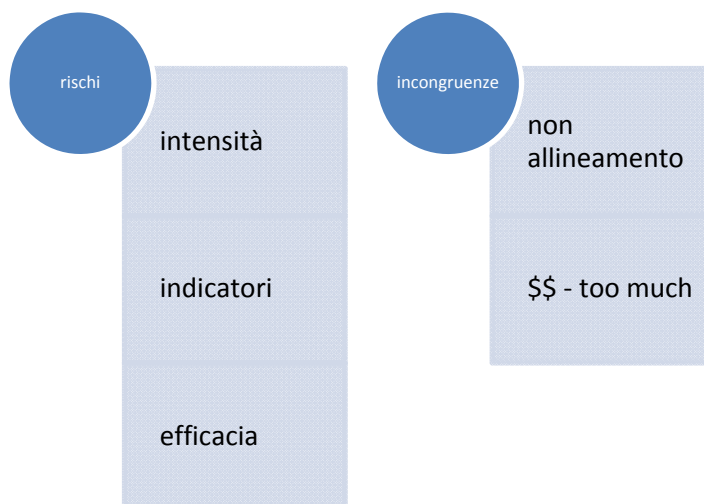 rischi
intensità
indicatori
efficacia
incongruenze
non
allineamento
$$ - too much